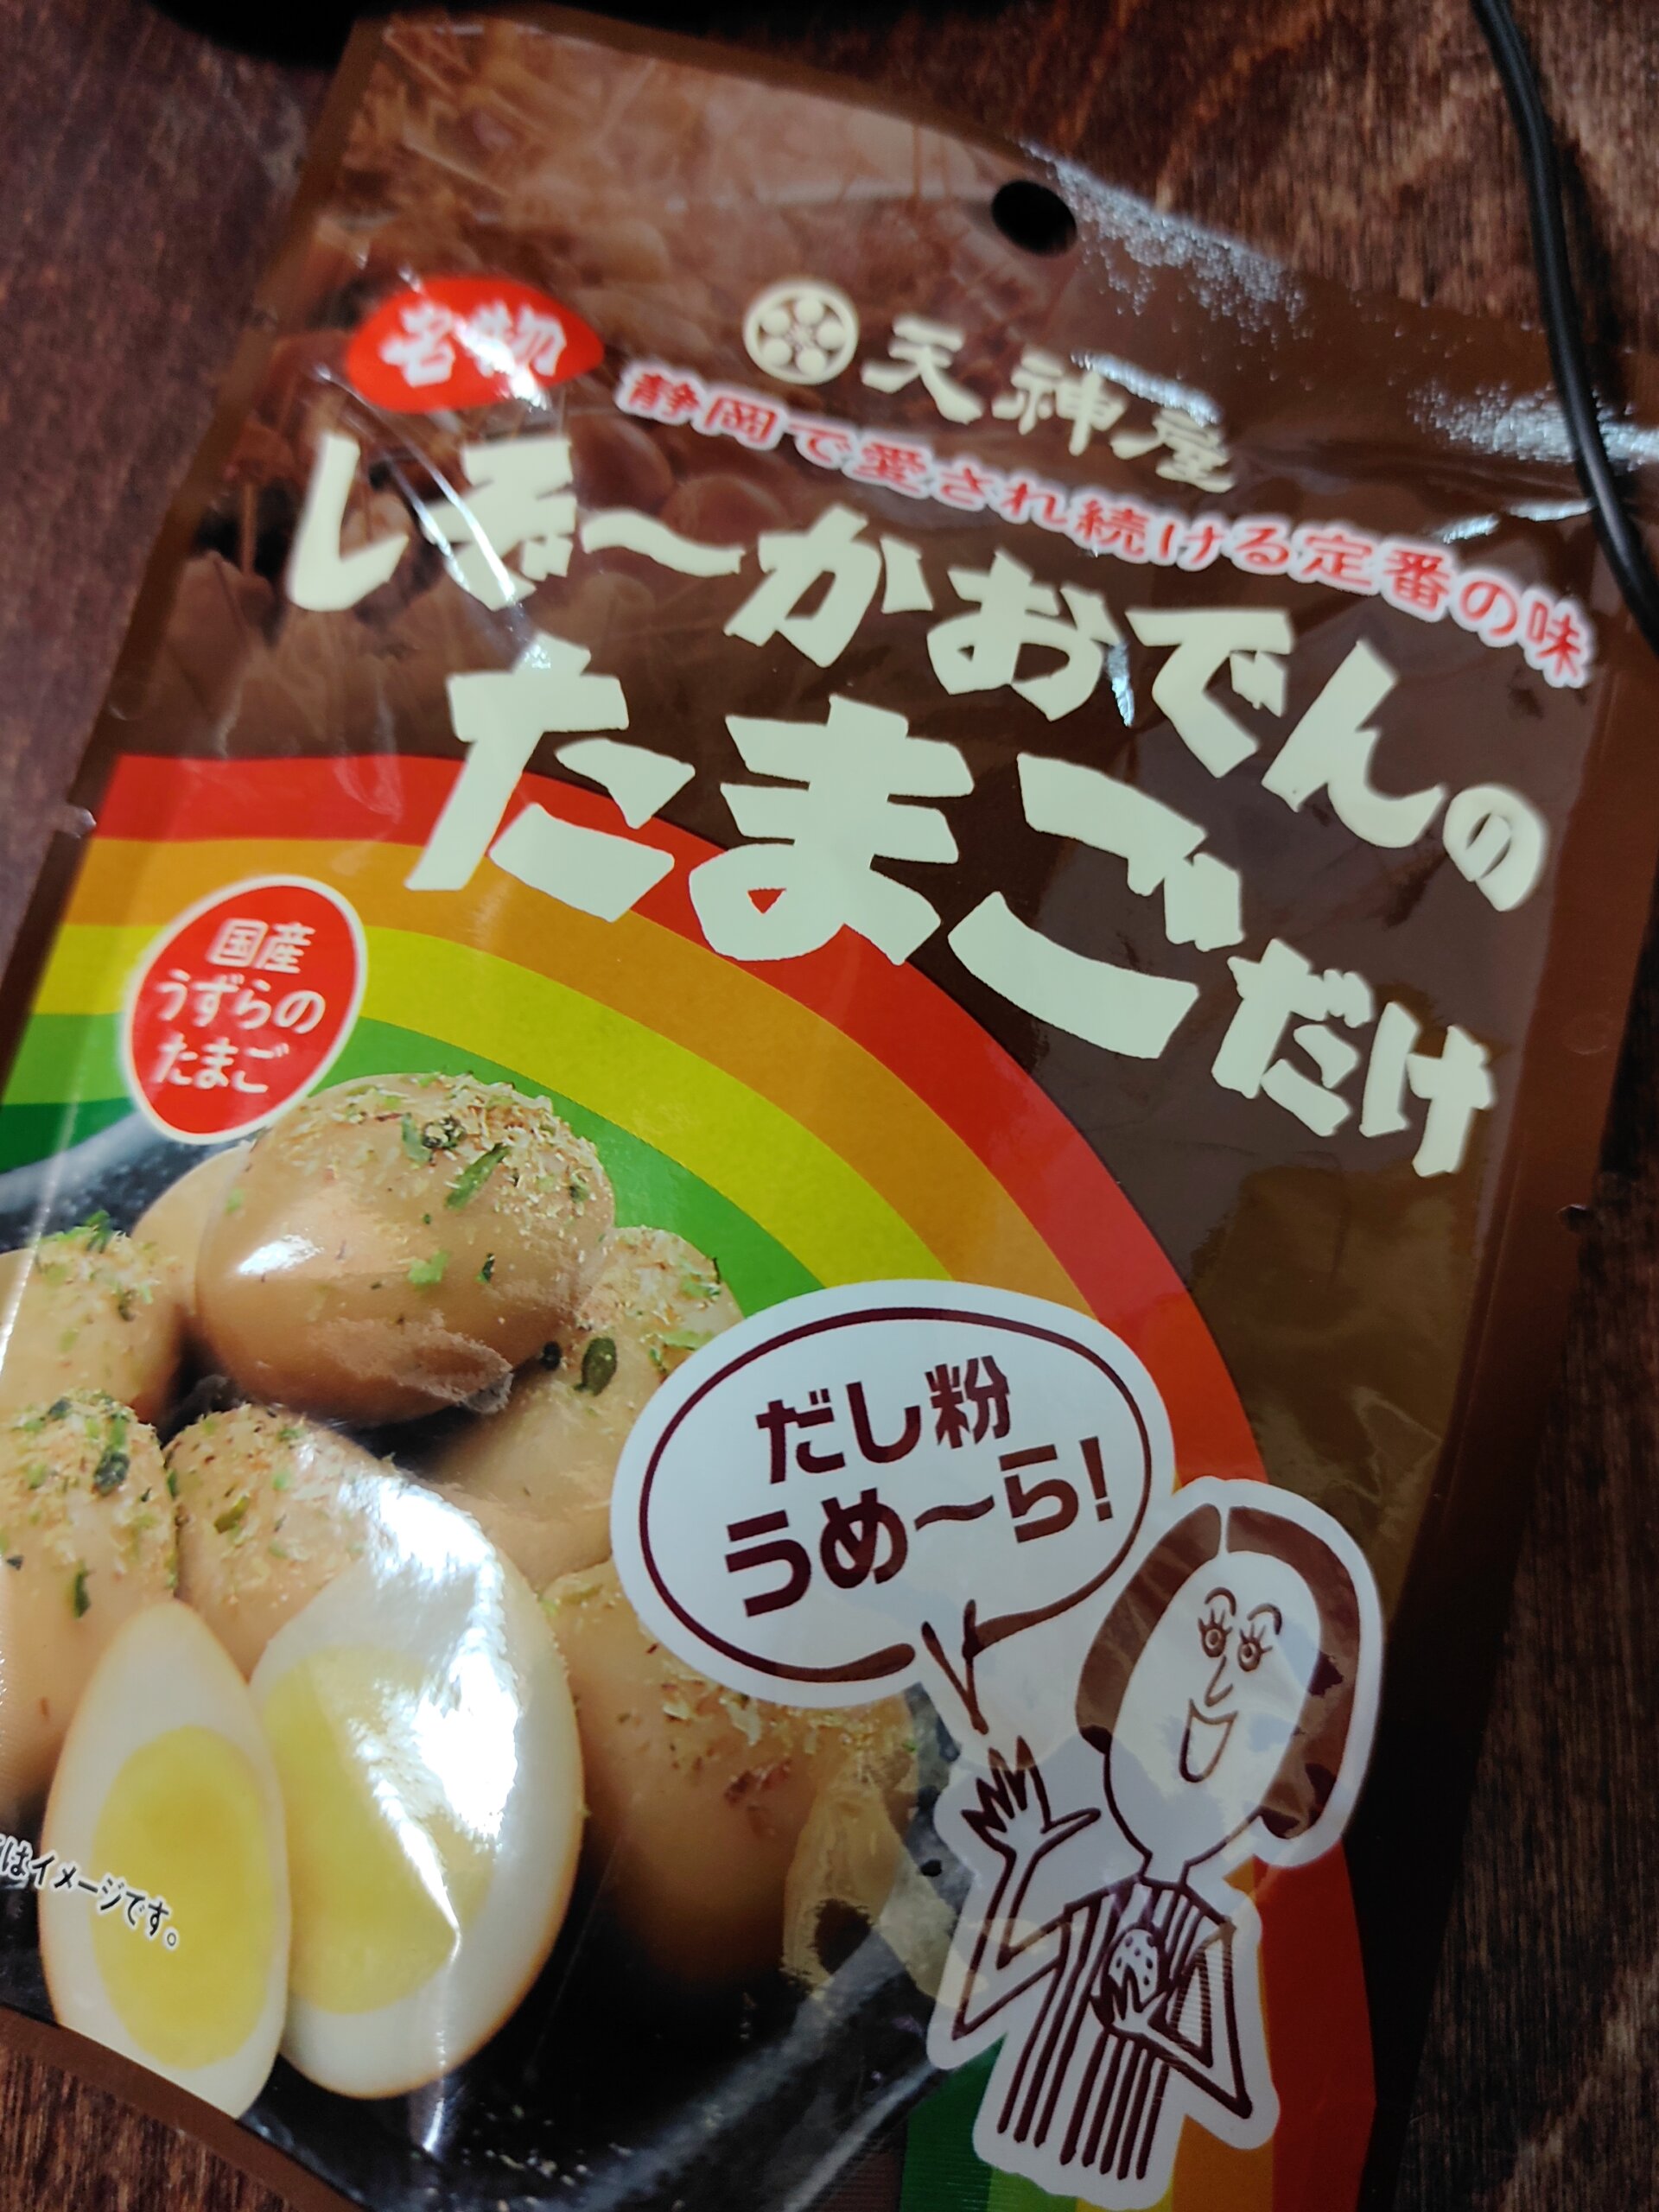 天神屋
名物
静岡で愛され続ける定番の味
しぞ〜かおでんの
たまごだけ
国産
うずらの
たまご
だし粉
うめ〜ら!
はイメージです。